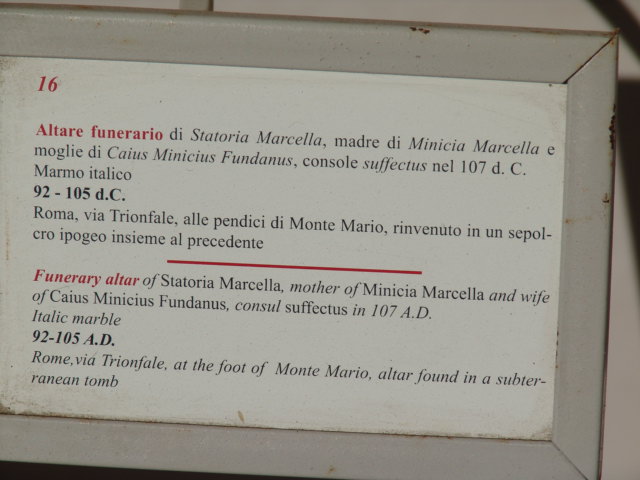 16
Altare funerario di Statoria Marcella, madre di Minicia Marcella e
moglie di Caius Minicius Fundanus, console suffectus nel 107 d. C.
Marmo italico
92 - 105 d.C.
Roma, via Trionfale, alle pendici di Monte Mario, rinvenuto in un sepol-
cro ipogeo insieme al precedente
Funerary altar of Statoria Marcella, mother of Minicia Marcella and wife
of Caius Minicius Fundanus, consul suffectus in 107 A.D.
Italic marble
92-105 A.D.
Rome,via Trionfale, at the foot of Monte Mario, altar found in a subter-
ranean tomb